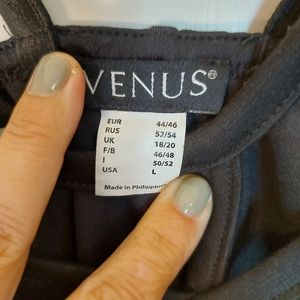 VENUS®
EUR 44/46
RUS 52/54
UK 18/20
F/B 46/48
I 50/52
USA L
Made in Philippines